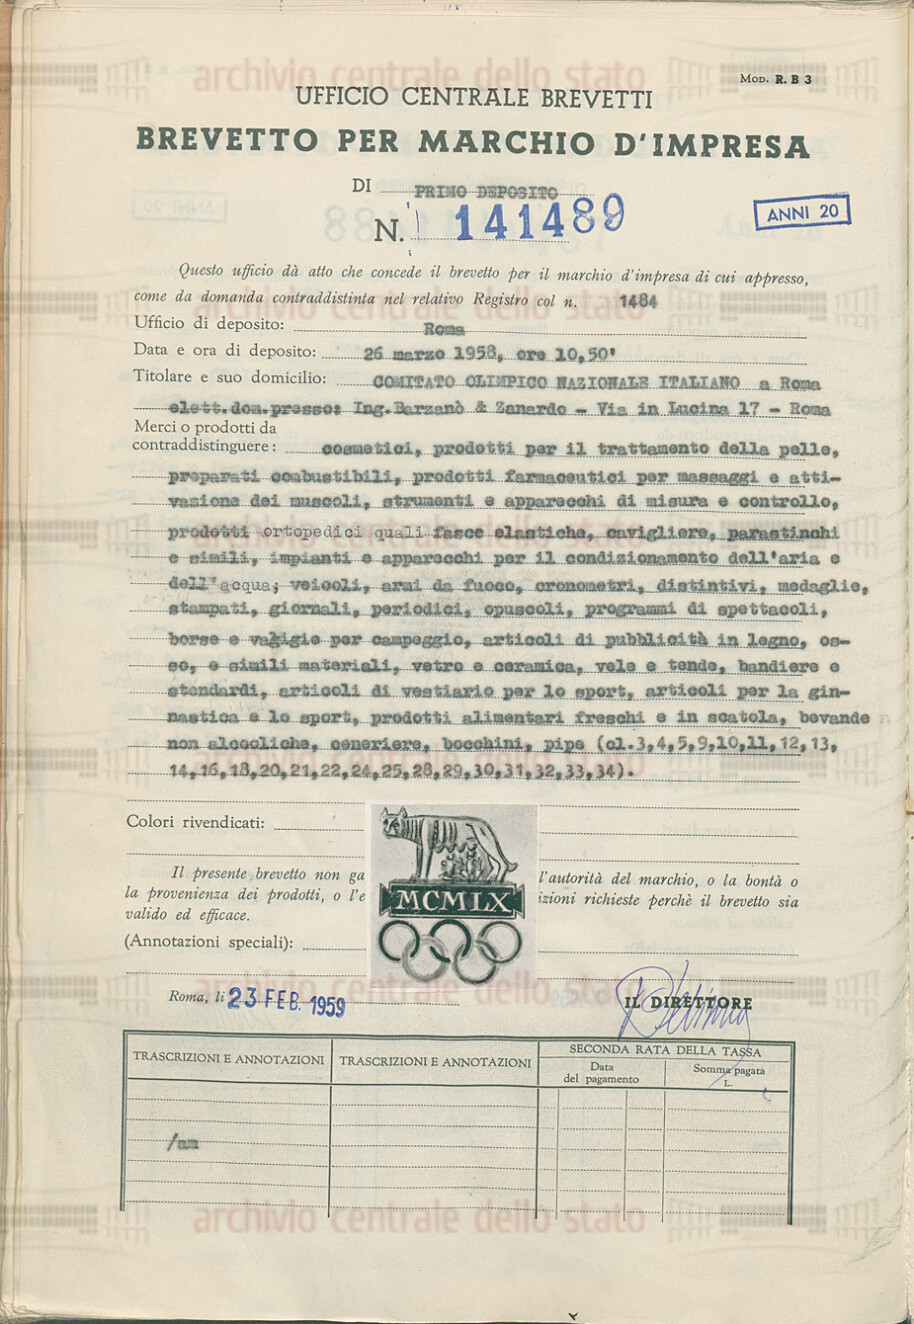 archivio centrale dello stato
Mod. R. B 3
UFFICIO CENTRALE BREVETTI
BREVETTO PER MARCHIO D'IMPRESA
DI PRIMO DEPOSITO
N. 141489
ANNI 20
Questo ufficio dà atto che concede il brevetto per il marchio d'impresa di cui appresso,
come da domanda contraddistinta nel relativo Registro col n. 1484
Ufficio di deposito: Roma
Data e ora di deposito: 26 marzo 1958, ore 10,50'
Titolare e suo domicilio: COMITATO OLIMPICO NAZIONALE ITALIANO a Roma
elett.dom.presso: Ing.Barzanò & Zanardo - Via in Lucina 17 - Roma
Merci o prodotti da
contraddistinguere: cosmetici, prodotti per il trattamento della pelle,
preparati combustibili, prodotti farmaceutici per massaggi e atti-
vazione dei muscoli, strumenti e apparecchi di misura e controllo,
prodotti ortopedici quali fasce elastiche, cavigliere, parastinchi
e simili, impianti e apparecchi per il condizionamento dell'aria e
dell'acqua; veicoli, armi da fuoco, cronometri, distintivi, medaglie,
stampati, giornali, periodici, opuscoli, programmi di spettacoli,
borse e valigie per campeggio, articoli di pubblicità in legno, os-
so, e simili materiali, vetro e ceramica, vele e tende, bandiere e
stendardi, articoli di vestiario per lo sport, articoli per la gin-
nastica e lo sport, prodotti alimentari freschi e in scatola, bevande
non alcooliche, ceneriere, bocchini, pipe (cl.3,4,5,9,10,11,12,13,
14,16,18,20,21,22,24,25,28,29,30,31,32,33,34).
Colori rivendicati:
MCMLX
Il presente brevetto non ga l'autorità del marchio, o la bontà o
la provenienza dei prodotti, o l'e izioni richieste perchè il brevetto sia
valido ed efficace.
(Annotazioni speciali):
Roma, li 23 FEB. 1959
IL DIRETTORE
TRASCRIZIONI E ANNOTAZIONI
TRASCRIZIONI E ANNOTAZIONI
SECONDA RATA DELLA TASSA
Data
del pagamento
Somma pagata
L.
/am
archivio centrale dello stato